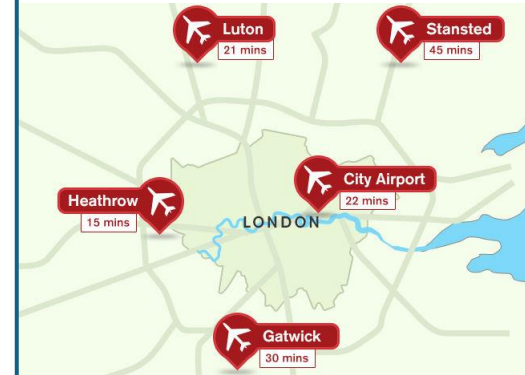 Luton
21 mins
Stansted
45 mins
City Airport
22 mins
Heathrow
15 mins
LONDON
Gatwick
30 mins